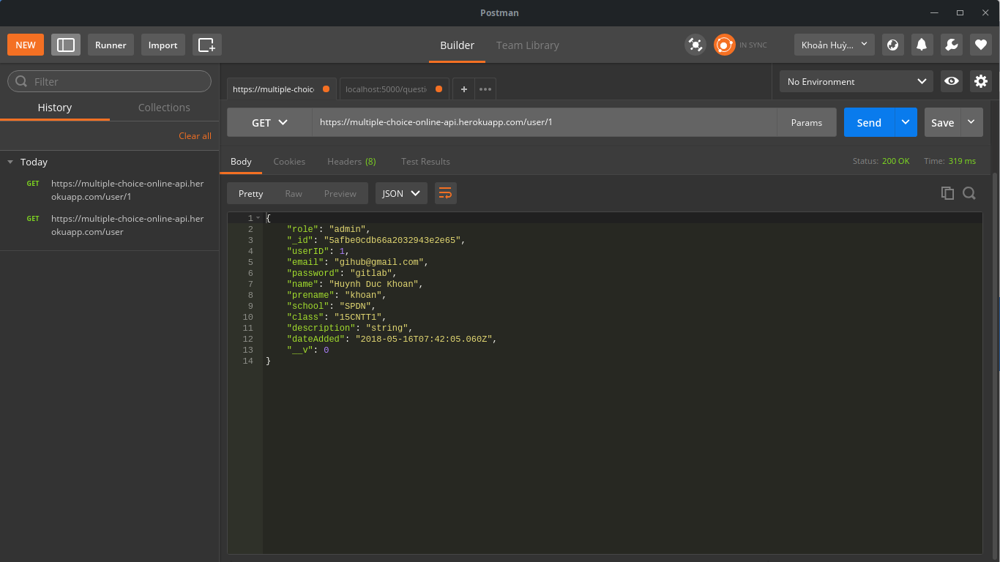 Postman
NEW
Runner
Import
Builder
Team Library
IN SYNC
Khoản Huỳ...
Filter
History
Collections
Clear all
Today
GET
https://multiple-choice-online-api.her
okuapp.com/user/1
GET
https://multiple-choice-online-api.her
okuapp.com/user
https://multiple-choic
localhost:5000/questi
+
•••
No Environment
GET
https://multiple-choice-online-api.herokuapp.com/user/1
Params
Send
Save
Body
Cookies
Headers (8)
Test Results
Status: 200 OK
Time: 319 ms
Pretty
Raw
Preview
JSON
1 {
2 "role": "admin",
3 "_id": "5afbe0cdb66a2032943e2e65",
4 "userID": 1,
5 "email": "gihub@gmail.com",
6 "password": "gitlab",
7 "name": "Huynh Duc Khoan",
8 "prename": "khoan",
9 "school": "SPDN",
10 "class": "15CNTT1",
11 "description": "string",
12 "dateAdded": "2018-05-16T07:42:05.060Z",
13 "__v": 0
14 }